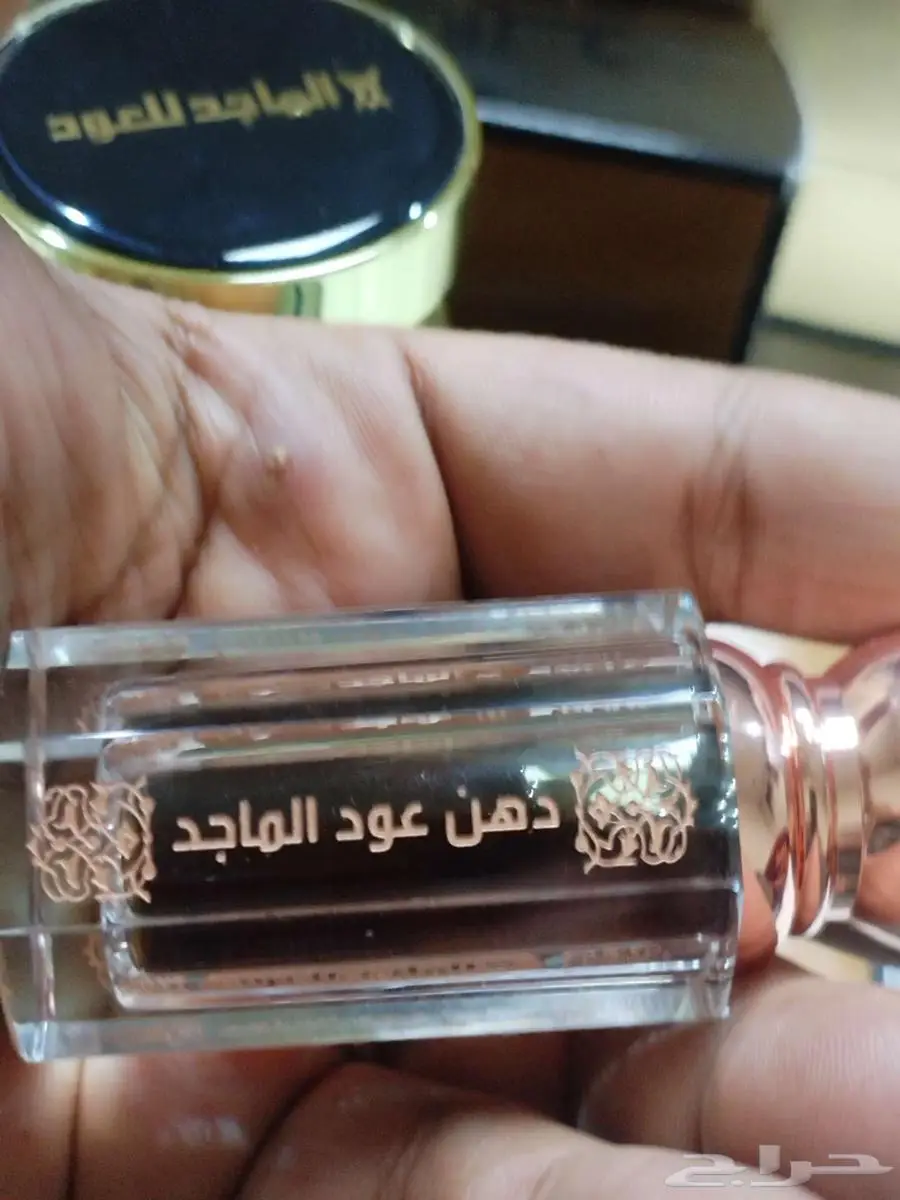 الماجد للعود
دهن عود الماجد
حراج